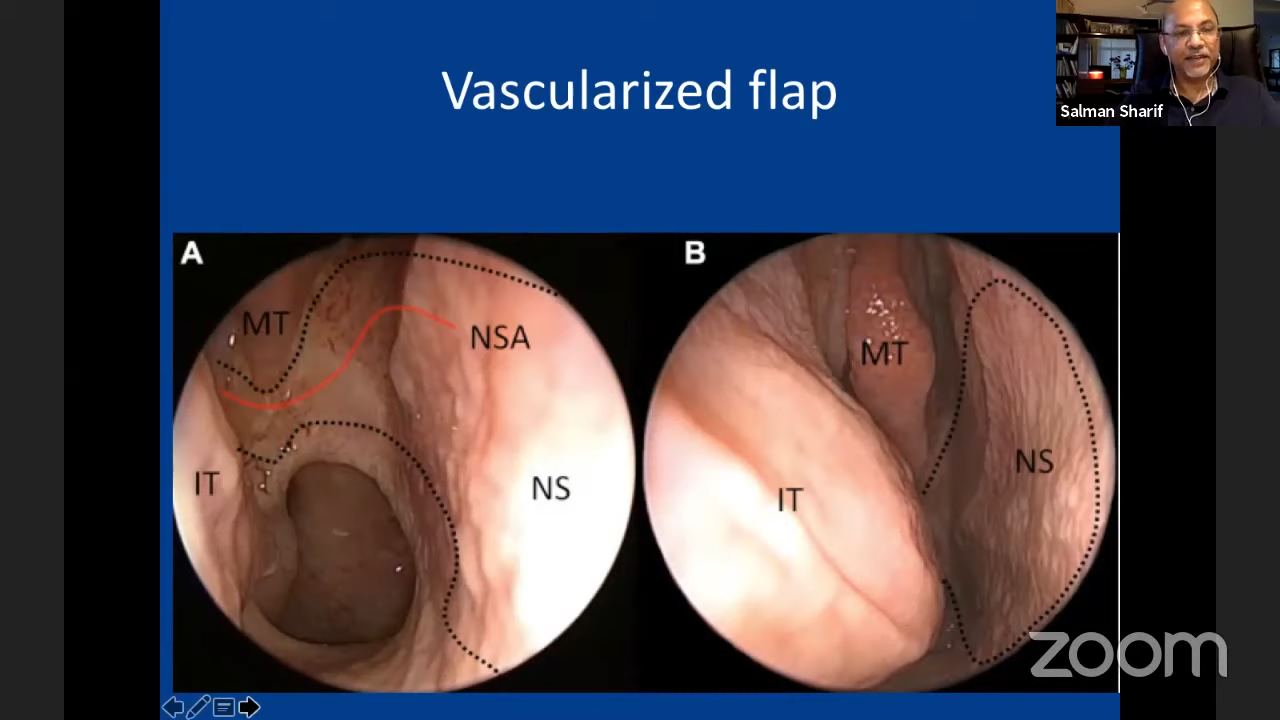 Vascularized flap
Salman Sharif
A
MT
NSA
IT
NS
B
MT
NS
IT
zoom